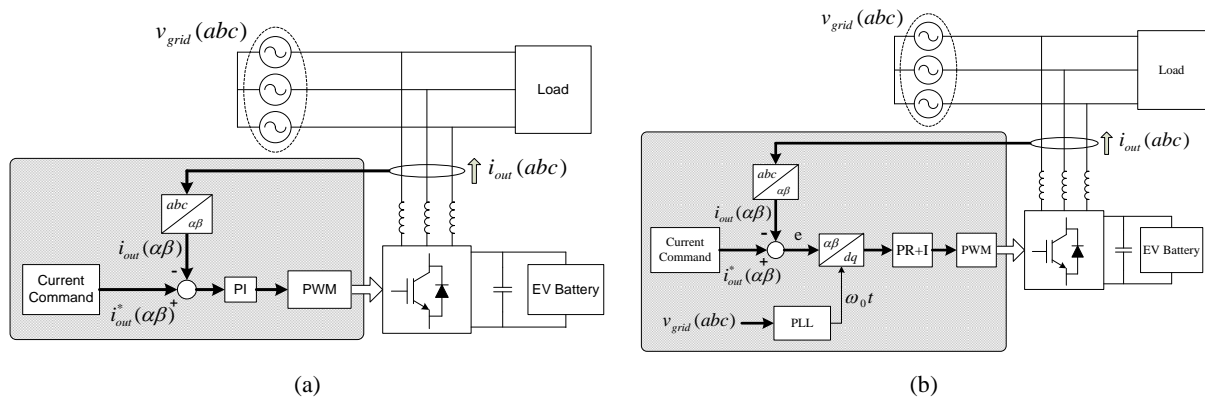 v_grid (abc)
Load
i_out (abc)
abc
αβ
i_out (αβ)
Current
Command
-
+
i*_out (αβ)
PI
PWM
EV Battery
(a)
v_grid (abc)
Load
i_out (abc)
abc
αβ
i_out (αβ)
Current
Command
-
+
e
i*_out (αβ)
αβ
dq
PR+I
PWM
ω_0 t
v_grid (abc)
PLL
EV Battery
(b)